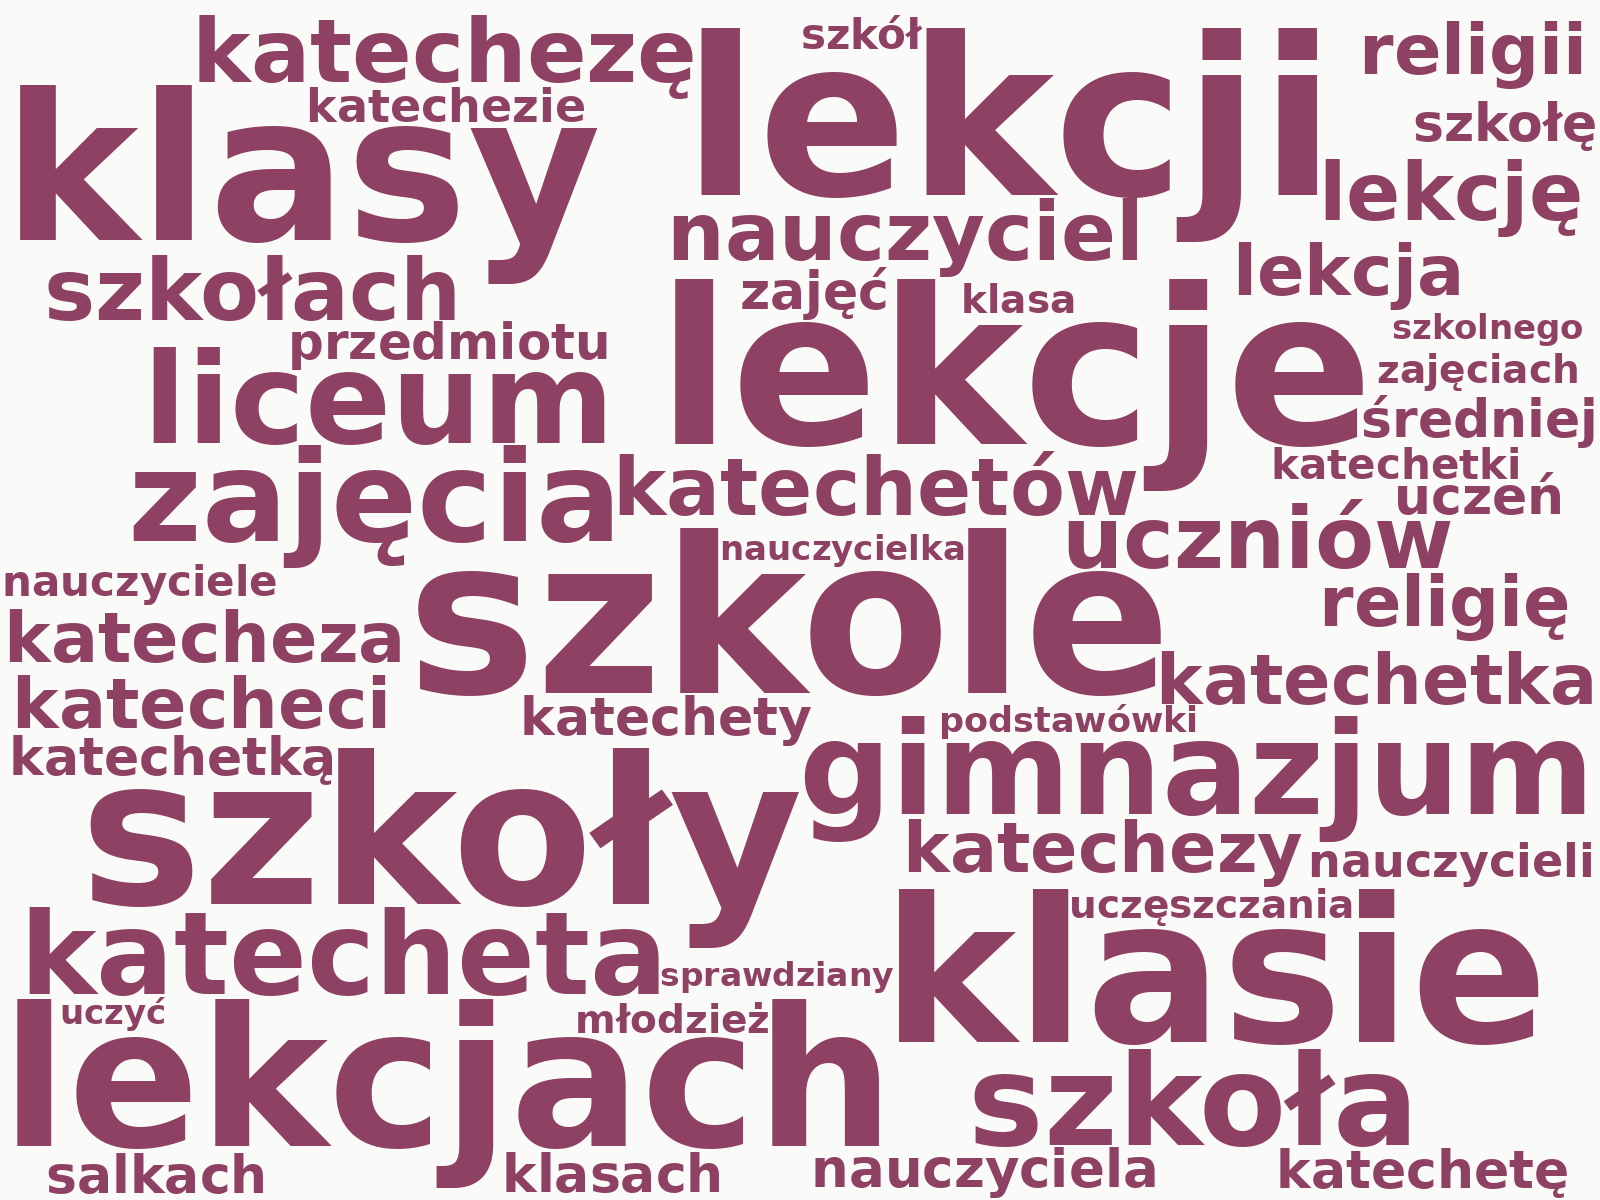 katechezę
szkół
lekcji
religii
katechezie
klasy
szkołę
lekcję
nauczyciel
szkołach
lekcja
zajęć
klasa
lekcje
szkolnego
przedmiotu
liceum
zajęciach
średniej
zajęcia
katechetów
katechetki
uczeń
uczniów
nauczycielka
szkole
nauczyciele
religię
katecheza
katechetka
katecheci
katechety
podstawówki
gimnazjum
katechetką
szkoły
katechezy
nauczycieli
uczęszczania
klasie
katecheta
sprawdziany
uczyć
młodzież
lekcjach
szkoła
salkach
klasach
nauczyciela
katechetę